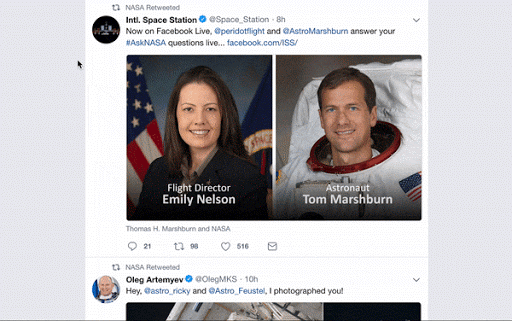 NASA Retweeted
Intl. Space Station @Space_Station · 8h
Now on Facebook Live, @peridotflight and @AstroMarshburn answer your
#AskNASA questions live... facebook.com/ISS/
Flight Director
Emily Nelson
Astronaut
Tom Marshburn
Thomas H. Marshburn and NASA
21 98 516
NASA Retweeted
Oleg Artemyev @OlegMKS · 10h
Hey, @astro_ricky and @Astro_Feustel, I photographed you!